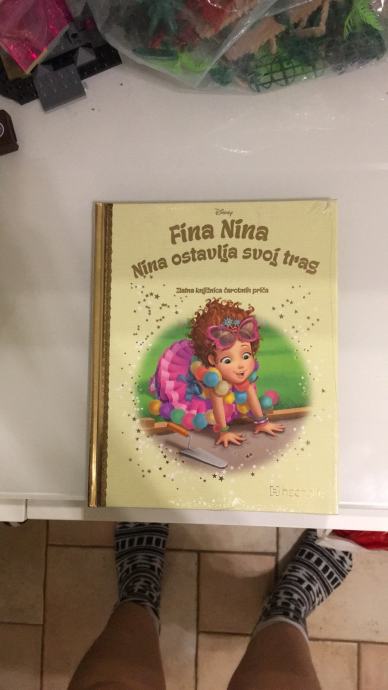 Disney
Fina Nina
Nina ostavlja svoj trag
Zlatna knjižnica čarobnih priča
H hachette